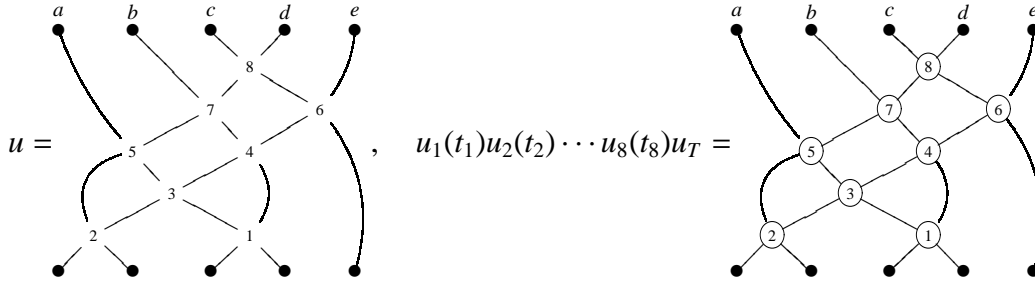 a b c d e a b c d e
8 8
7 6 7 6
u = 5 4 , u₁(t₁)u₂(t₂) ⋯ u₈(t₈)u_T = 5 4
3 3
2 1 2 1